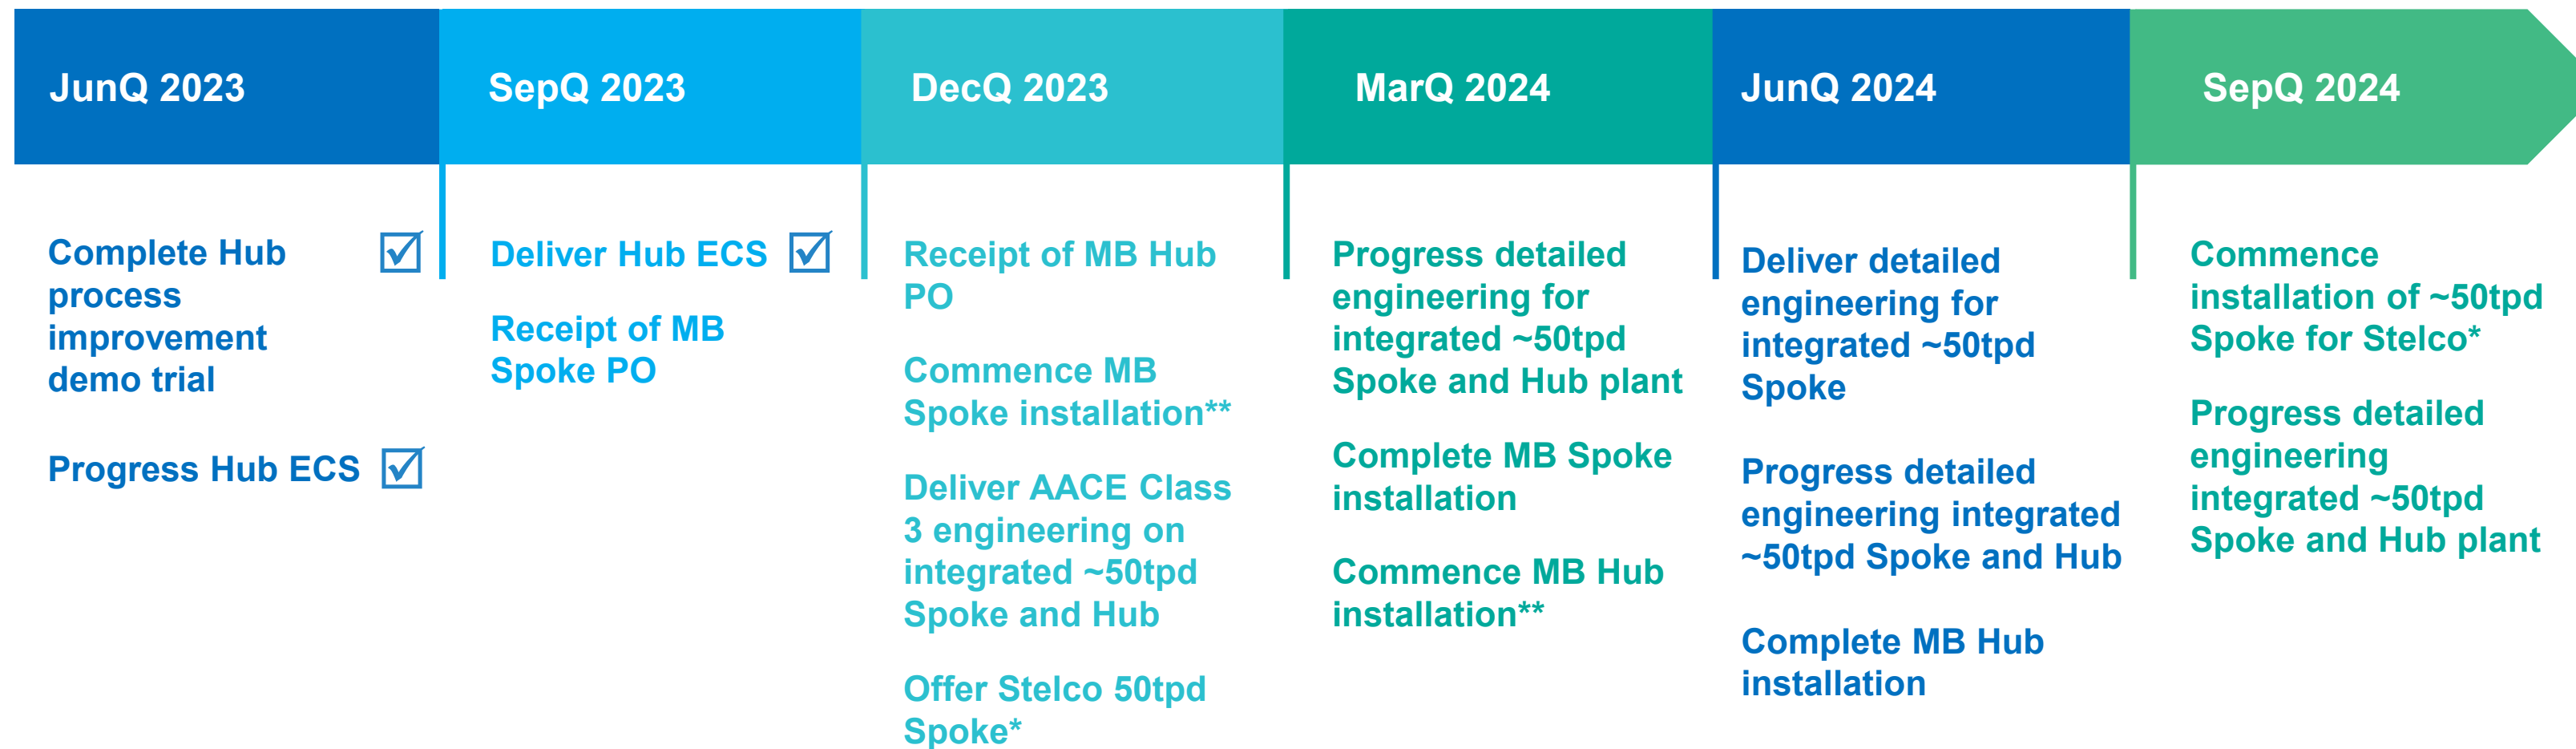 JunQ 2023
SepQ 2023
DecQ 2023
MarQ 2024
JunQ 2024
SepQ 2024
Complete Hub
process
improvement
demo trial
Progress Hub ECS
Deliver Hub ECS
Receipt of MB
Spoke PO
Receipt of MB Hub
PO
Commence MB
Spoke installation**
Deliver AACE Class
3 engineering on
integrated ~50tpd
Spoke and Hub
Offer Stelco 50tpd
Spoke*
Progress detailed
engineering for
integrated ~50tpd
Spoke and Hub plant
Complete MB Spoke
installation
Commence MB Hub
installation**
Deliver detailed
engineering for
integrated ~50tpd
Spoke
Progress detailed
engineering integrated
~50tpd Spoke and Hub
Complete MB Hub
installation
Commence
installation of ~50tpd
Spoke for Stelco*
Progress detailed
engineering
integrated ~50tpd
Spoke and Hub plant